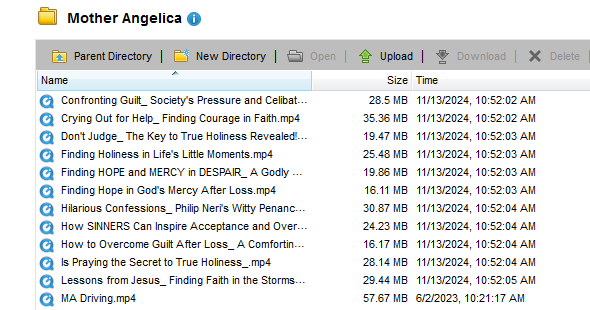 Mother Angelica
Parent Directory | New Directory | Open | Upload | Download | Delete
Name Size Time
Confronting Guilt_ Society's Pressure and Celibat... 28.5 MB 11/13/2024, 10:52:02 AM
Crying Out for Help_ Finding Courage in Faith.mp4 35.36 MB 11/13/2024, 10:52:02 AM
Don't Judge_ The Key to True Holiness Revealed!... 19.47 MB 11/13/2024, 10:52:03 AM
Finding Holiness in Life's Little Moments.mp4 25.48 MB 11/13/2024, 10:52:03 AM
Finding HOPE and MERCY in DESPAIR_ A Godly ... 19.86 MB 11/13/2024, 10:52:03 AM
Finding Hope in God's Mercy After Loss.mp4 16.11 MB 11/13/2024, 10:52:03 AM
Hilarious Confessions_ Philip Neri's Witty Penanc... 30.87 MB 11/13/2024, 10:52:04 AM
How SINNERS Can Inspire Acceptance and Over... 24.23 MB 11/13/2024, 10:52:04 AM
How to Overcome Guilt After Loss_ A Comfortin... 16.17 MB 11/13/2024, 10:52:04 AM
Is Praying the Secret to True Holiness_.mp4 28.14 MB 11/13/2024, 10:52:04 AM
Lessons from Jesus_ Finding Faith in the Storms... 29.44 MB 11/13/2024, 10:52:05 AM
MA Driving.mp4 57.67 MB 6/2/2023, 10:21:17 AM